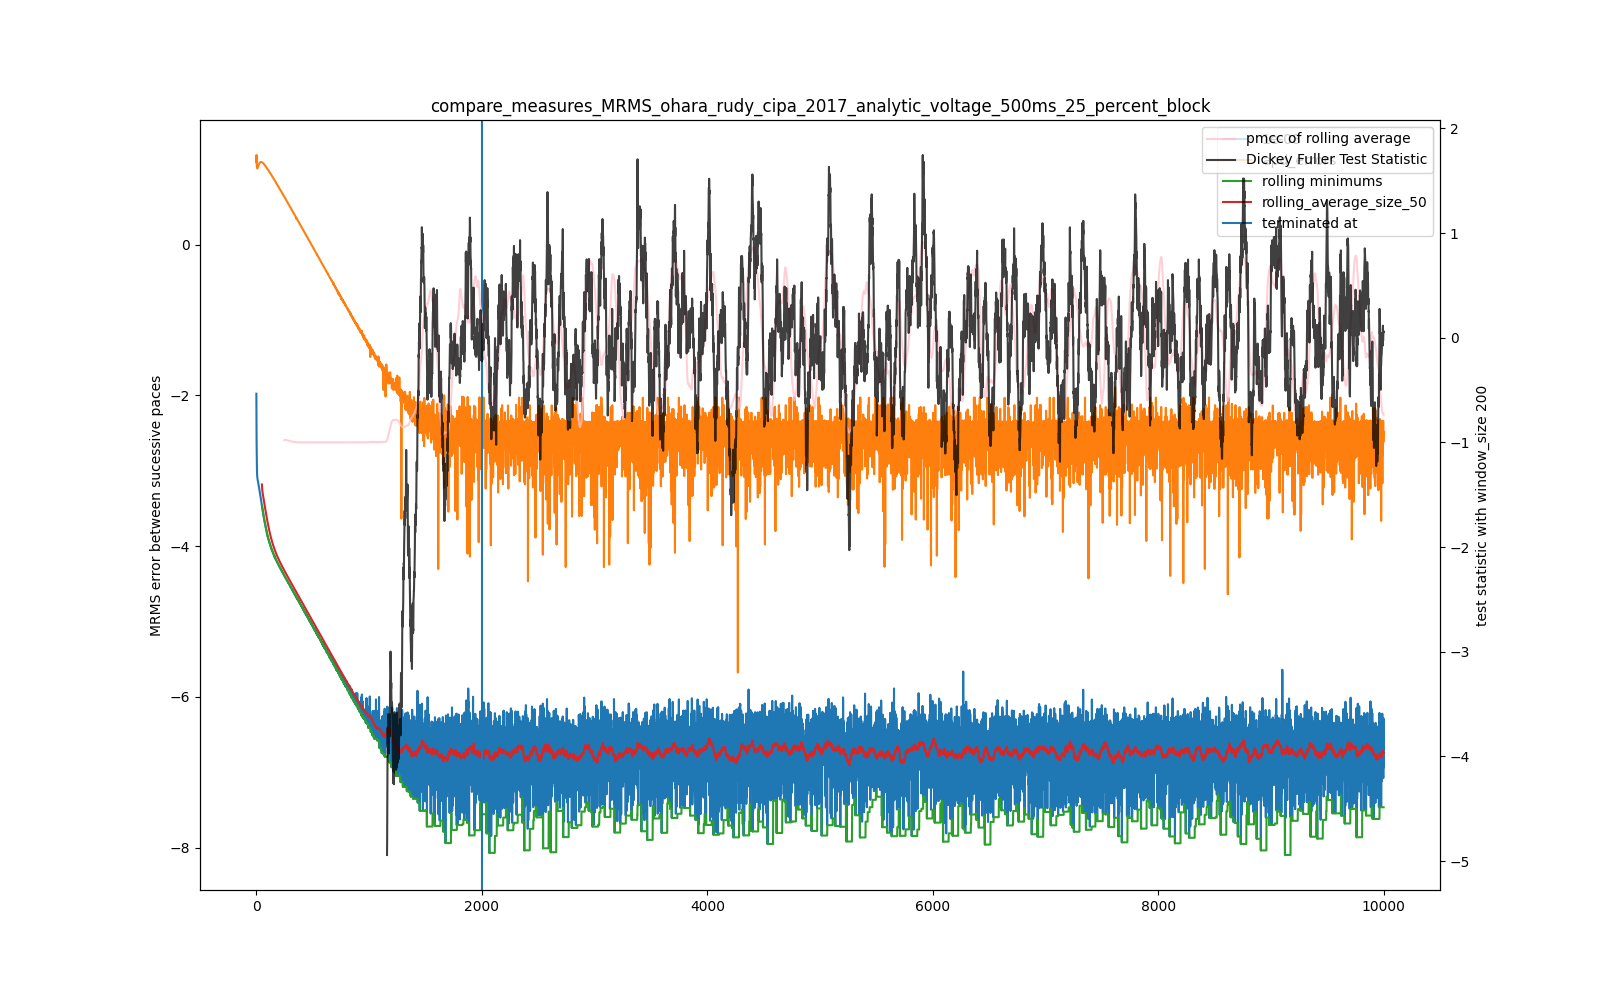 compare_measures_MRMS_ohara_rudy_cipa_2017_analytic_voltage_500ms_25_percent_block
pmcc of rolling average
Dickey Fuller Test Statistic
rolling minimums
rolling_average_size_50
terminated at
MRMS error between sucessive paces
0
−2
−4
−6
−8
test statistic with window_size 200
2
1
0
−1
−2
−3
−4
−5
0
2000
4000
6000
8000
10000